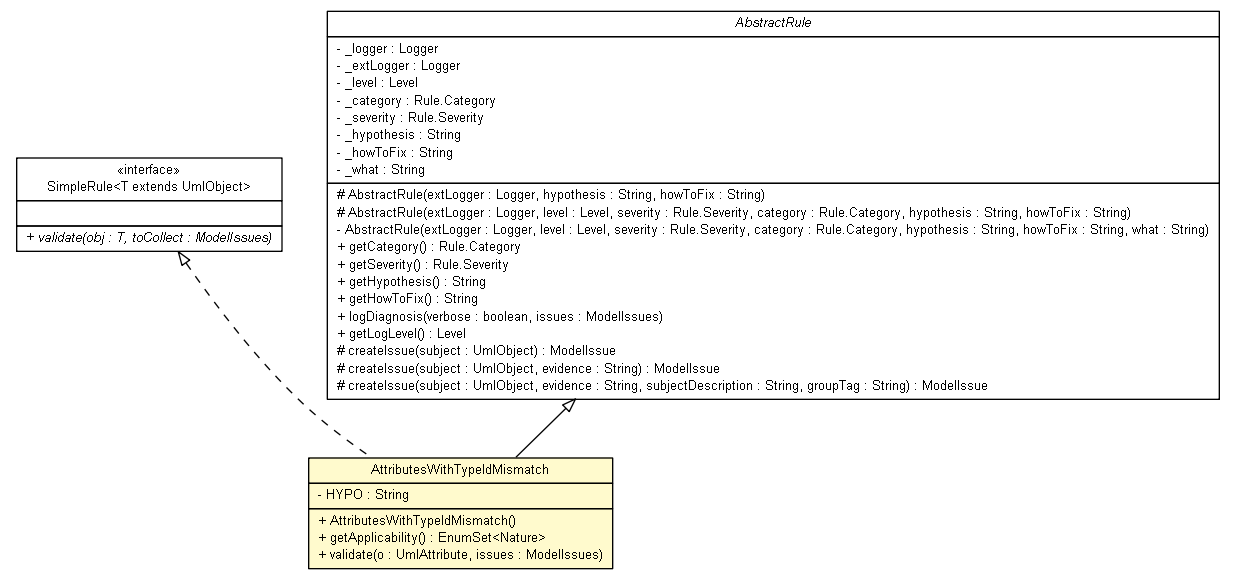 AbstractRule
- _logger : Logger
- _extLogger : Logger
- _level : Level
- _category : Rule.Category
- _severity : Rule.Severity
- _hypothesis : String
- _howToFix : String
- _what : String
# AbstractRule(extLogger : Logger, hypothesis : String, howToFix : String)
# AbstractRule(extLogger : Logger, level : Level, severity : Rule.Severity, category : Rule.Category, hypothesis : String, howToFix : String)
- AbstractRule(extLogger : Logger, level : Level, severity : Rule.Severity, category : Rule.Category, hypothesis : String, howToFix : String, what : String)
+ getCategory() : Rule.Category
+ getSeverity() : Rule.Severity
+ getHypothesis() : String
+ getHowToFix() : String
+ logDiagnosis(verbose : boolean, issues : ModelIssues)
+ getLogLevel() : Level
# createIssue(subject : UmlObject) : ModelIssue
# createIssue(subject : UmlObject, evidence : String) : ModelIssue
# createIssue(subject : UmlObject, evidence : String, subjectDescription : String, groupTag : String) : ModelIssue
«interface»
SimpleRule<T extends UmlObject>
+ validate(obj : T, toCollect : ModelIssues)
AttributesWithTypeIdMismatch
- HYPO : String
+ AttributesWithTypeIdMismatch()
+ getApplicability() : EnumSet<Nature>
+ validate(o : UmlAttribute, issues : ModelIssues)